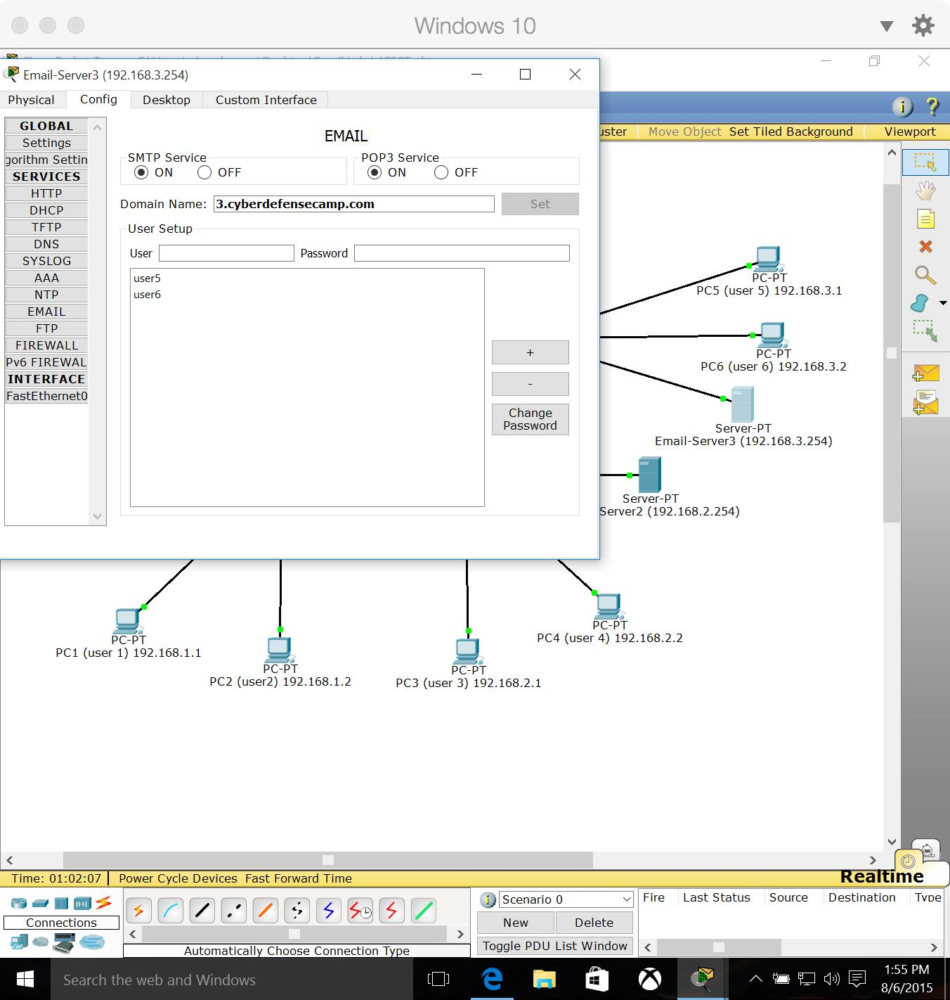 Windows 10
Email-Server3 (192.168.3.254)
Physical
Config
Desktop
Custom Interface
uster
Move Object
Set Tiled Background
Viewport
GLOBAL
Settings
gorithm Settin
SERVICES
HTTP
DHCP
TFTP
DNS
SYSLOG
AAA
NTP
EMAIL
FTP
FIREWALL
Pv6 FIREWAL
INTERFACE
FastEthernet0
EMAIL
SMTP Service
ON
OFF
POP3 Service
ON
OFF
Domain Name:
3.cyberdefensecamp.com
Set
User Setup
User
Password
user5
user6
+
-
Change
Password
PC-PT
PC5 (user 5) 192.168.3.1
PC-PT
PC6 (user 6) 192.168.3.2
Server-PT
Email-Server3 (192.168.3.254)
Server-PT
Server2 (192.168.2.254)
PC-PT
PC1 (user 1) 192.168.1.1
PC-PT
PC2 (user2) 192.168.1.2
PC-PT
PC3 (user 3) 192.168.2.1
PC-PT
PC4 (user 4) 192.168.2.2
Time: 01:02:07
Power Cycle Devices
Fast Forward Time
Realtime
Connections
Automatically Choose Connection Type
Scenario 0
New
Delete
Toggle PDU List Window
Fire
Last Status
Source
Destination
Type
Search the web and Windows
1:55 PM
8/6/2015